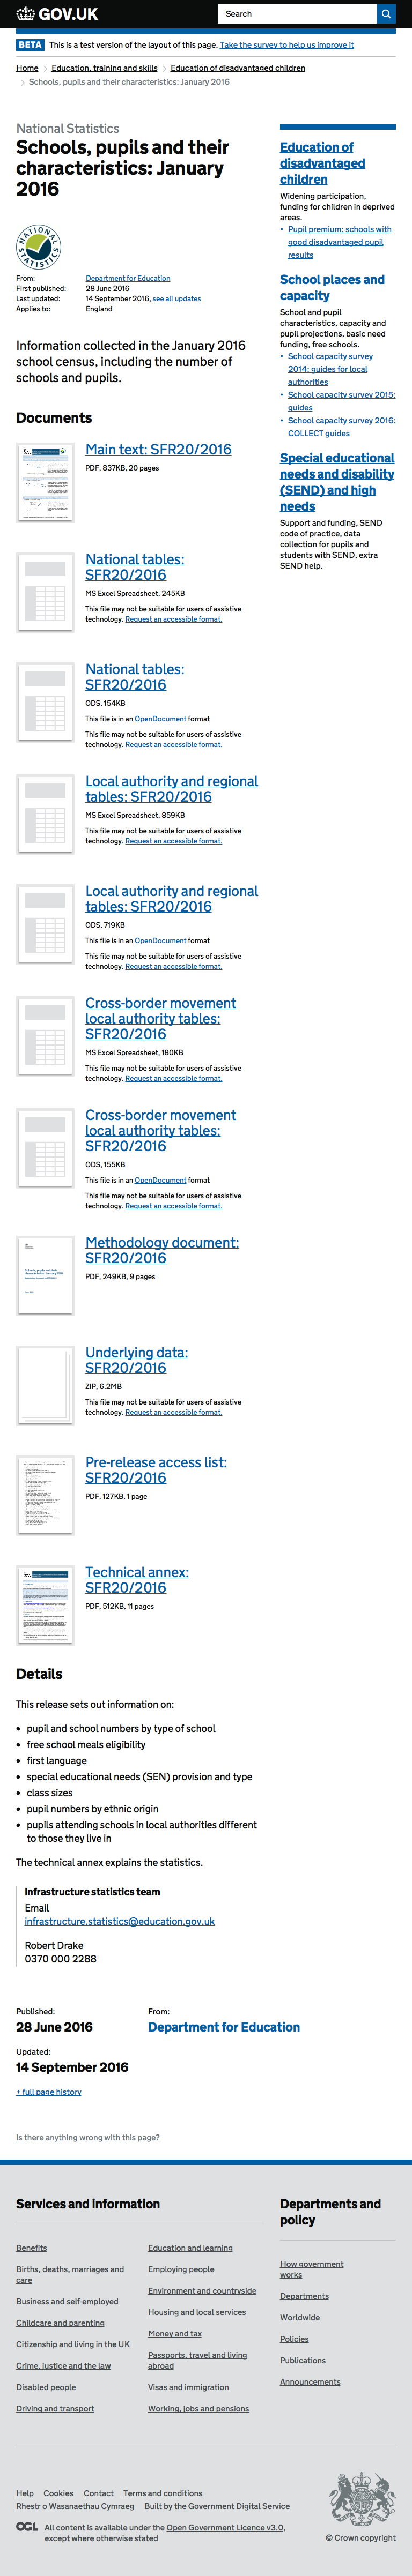 GOV.UK
Search
BETA This is a test version of the layout of this page. Take the survey to help us improve it
Home
Education, training and skills
Education of disadvantaged children
Schools, pupils and their characteristics: January 2016
National Statistics
Schools, pupils and their
characteristics: January
2016
NATIONAL STATISTICS
From: Department for Education
First published: 28 June 2016
Last updated: 14 September 2016, see all updates
Applies to: England
Information collected in the January 2016
school census, including the number of
schools and pupils.
Education of
disadvantaged
children
Widening participation,
funding for children in deprived
areas.
• Pupil premium: schools with
good disadvantaged pupil
results
School places and
capacity
School and pupil
characteristics, capacity and
pupil projections, basic need
funding, free schools.
• School capacity survey
2014: guides for local
authorities
• School capacity survey 2015:
guides
• School capacity survey 2016:
COLLECT guides
Special educational
needs and disability
(SEND) and high
needs
Support and funding, SEND
code of practice, data
collection for pupils and
students with SEND, extra
SEND help.
Documents
Main text: SFR20/2016
PDF, 837KB, 20 pages
National tables:
SFR20/2016
MS Excel Spreadsheet, 245KB
This file may not be suitable for users of assistive
technology. Request an accessible format.
National tables:
SFR20/2016
ODS, 154KB
This file is in an OpenDocument format
This file may not be suitable for users of assistive
technology. Request an accessible format.
Local authority and regional
tables: SFR20/2016
MS Excel Spreadsheet, 859KB
This file may not be suitable for users of assistive
technology. Request an accessible format.
Local authority and regional
tables: SFR20/2016
ODS, 719KB
This file is in an OpenDocument format
This file may not be suitable for users of assistive
technology. Request an accessible format.
Cross-border movement
local authority tables:
SFR20/2016
MS Excel Spreadsheet, 180KB
This file may not be suitable for users of assistive
technology. Request an accessible format.
Cross-border movement
local authority tables:
SFR20/2016
ODS, 155KB
This file is in an OpenDocument format
This file may not be suitable for users of assistive
technology. Request an accessible format.
Methodology document:
SFR20/2016
PDF, 249KB, 9 pages
Underlying data:
SFR20/2016
ZIP, 6.2MB
This file may not be suitable for users of assistive
technology. Request an accessible format.
Pre-release access list:
SFR20/2016
PDF, 127KB, 1 page
Technical annex:
SFR20/2016
PDF, 512KB, 11 pages
Details
This release sets out information on:
• pupil and school numbers by type of school
• free school meals eligibility
• first language
• special educational needs (SEN) provision and type
• class sizes
• pupil numbers by ethnic origin
• pupils attending schools in local authorities different
to those they live in
The technical annex explains the statistics.
Infrastructure statistics team
Email
infrastructure.statistics@education.gov.uk
Robert Drake
0370 000 2288
Published:
28 June 2016
From:
Department for Education
Updated:
14 September 2016
+ full page history
Is there anything wrong with this page?
Services and information
Benefits
Births, deaths, marriages and
care
Business and self-employed
Childcare and parenting
Citizenship and living in the UK
Crime, justice and the law
Disabled people
Driving and transport
Education and learning
Employing people
Environment and countryside
Housing and local services
Money and tax
Passports, travel and living
abroad
Visas and immigration
Working, jobs and pensions
Departments and
policy
How government
works
Departments
Worldwide
Policies
Publications
Announcements
Help Cookies Contact Terms and conditions
Rhestr o Wasanaethau Cymraeg Built by the Government Digital Service
OGL All content is available under the Open Government Licence v3.0,
except where otherwise stated
© Crown copyright